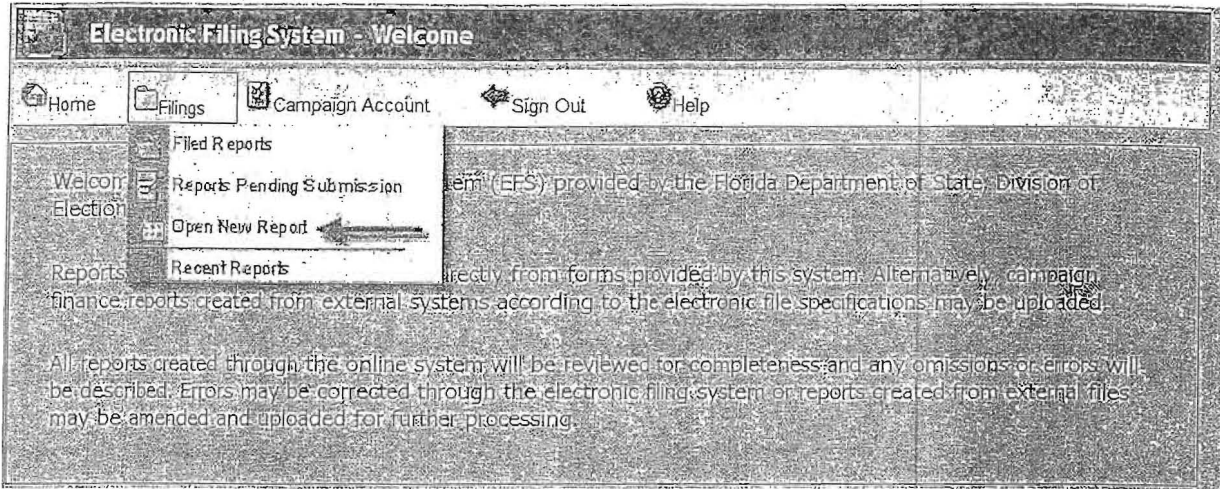 Electronic Filing System - Welcome
Home Filings Campaign Account Sign Out Help
Filed Reports
Reports Pending Submission
Open New Report
Recent Reports
Welcom em (EFS) provided by the Florida Department of State, Division of
Election
Reports rectly from forms provided by this system. Alternatively, campaign
finance reports created from external systems according to the electronic file specifications may be uploaded.
All reports created through the online system will be reviewed for completeness and any omissions or errors will
be described. Errors may be corrected through the electronic filing system or reports created from external files
may be amended and uploaded for further processing.